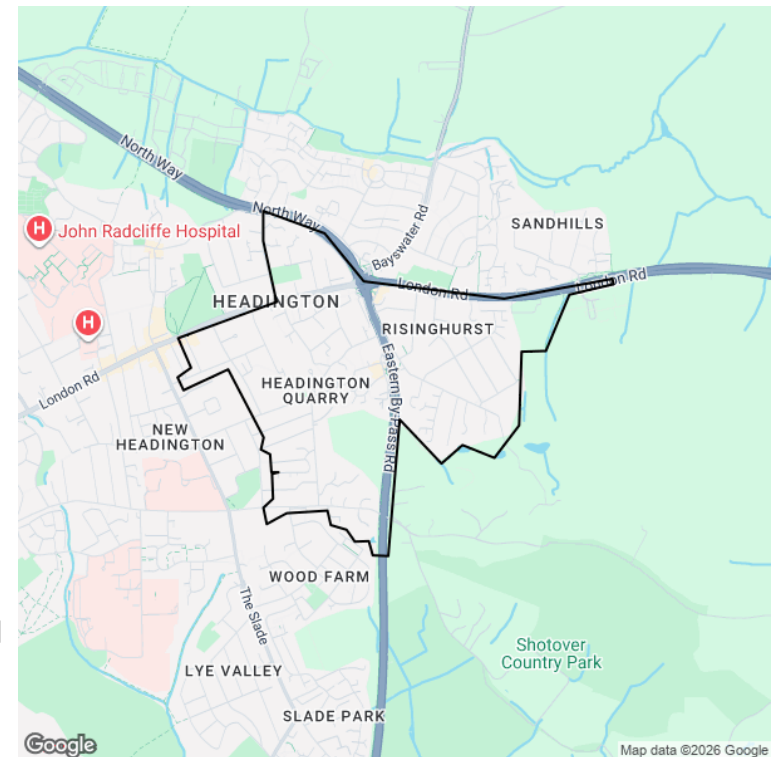 North Way
North Way
Bayswater Rd
SANDHILLS
H
John Radcliffe Hospital
London Rd
London Rd
HEADINGTON
H
RISINGHURST
Eastern By-Pass Rd
London Rd
HEADINGTON
QUARRY
NEW
HEADINGTON
WOOD FARM
The Slade
Shotover
Country Park
LYE VALLEY
SLADE PARK
Google
Map data ©2026 Google